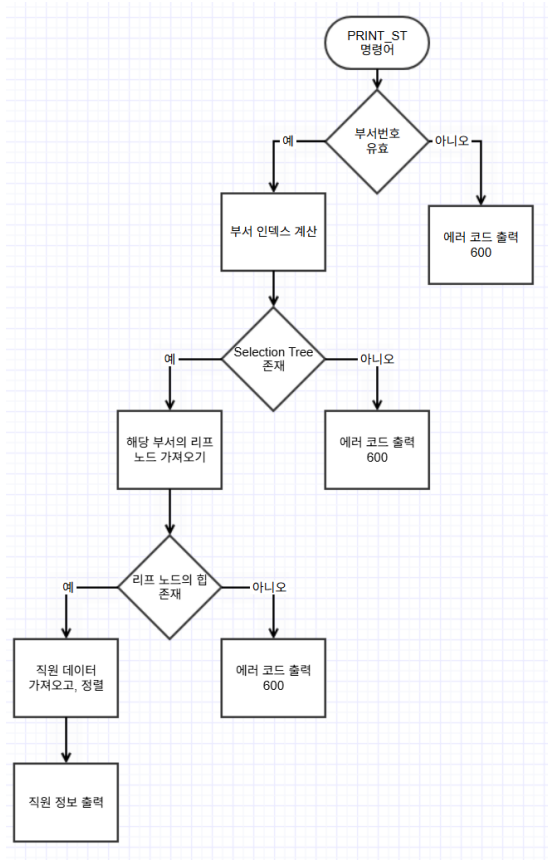 PRINT_ST
명령어
부서번호
유효
예
아니오
부서 인덱스 계산
에러 코드 출력
600
Selection Tree
존재
예
아니오
해당 부서의 리프
노드 가져오기
에러 코드 출력
600
리프 노드의 힙
존재
예
아니오
직원 데이터
가져오고, 정렬
에러 코드 출력
600
직원 정보 출력